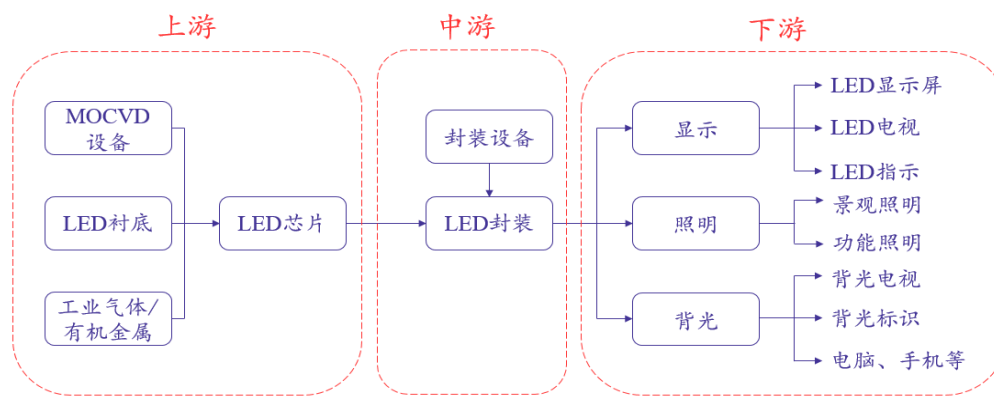 上游
中游
下游
MOCVD
设备
LED衬底
工业气体/
有机金属
LED芯片
封装设备
LED封装
显示
照明
背光
LED显示屏
LED电视
LED指示
景观照明
功能照明
背光电视
背光标识
电脑、手机等